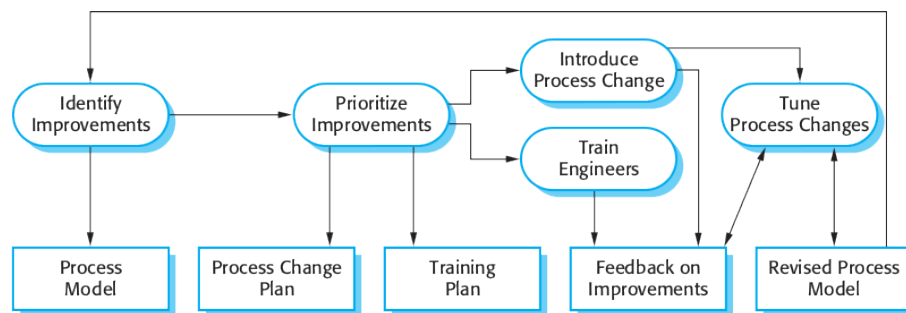 Introduce
Process Change
Identify
Improvements
Prioritize
Improvements
Tune
Process Changes
Train
Engineers
Process
Model
Process Change
Plan
Training
Plan
Feedback on
Improvements
Revised Process
Model